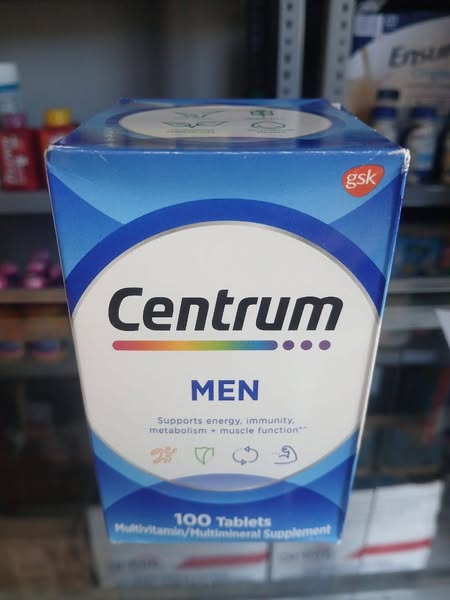 gsk
Centrum
MEN
Supports energy, immunity,
metabolism + muscle function*^
100 Tablets
Multivitamin/Multimineral Supplement